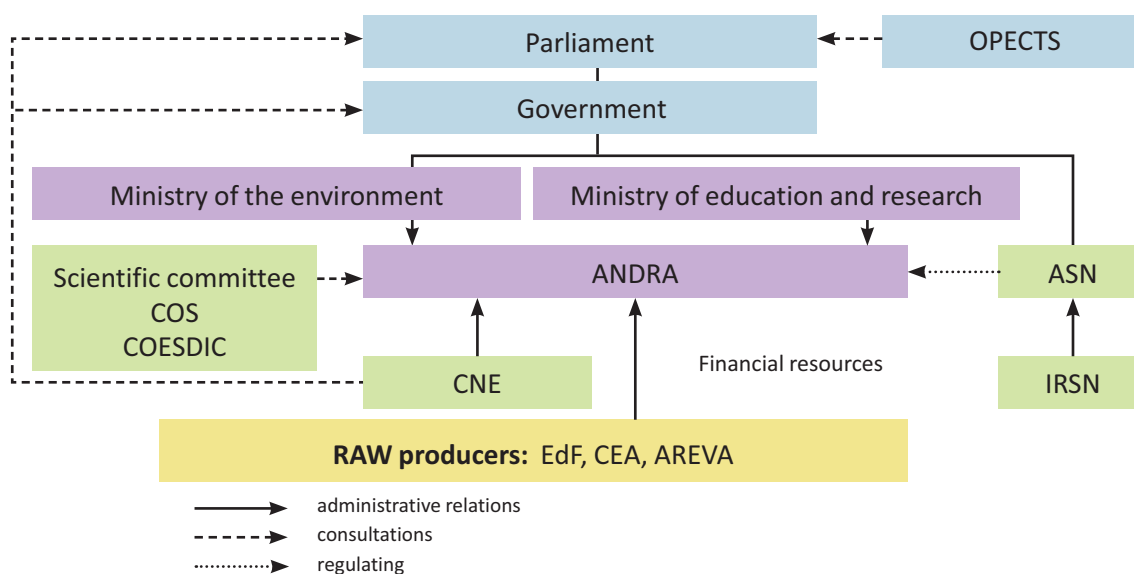 Parliament
OPECTS
Government
Ministry of the environment
Ministry of education and research
Scientific committee
COS
COESDIC
ANDRA
ASN
CNE
Financial resources
IRSN
RAW producers: EdF, CEA, AREVA
administrative relations
consultations
regulating